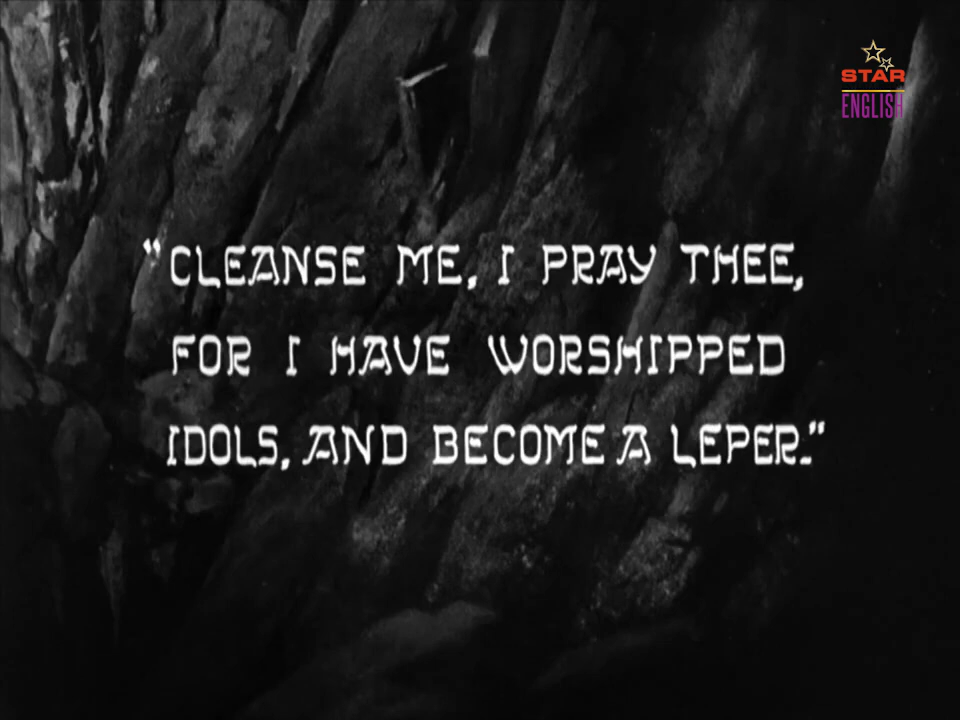 STAR
ENGLISH
"CLEANSE ME, I PRAY THEE,
FOR I HAVE WORSHIPPED
IDOLS, AND BECOME A LEPER."